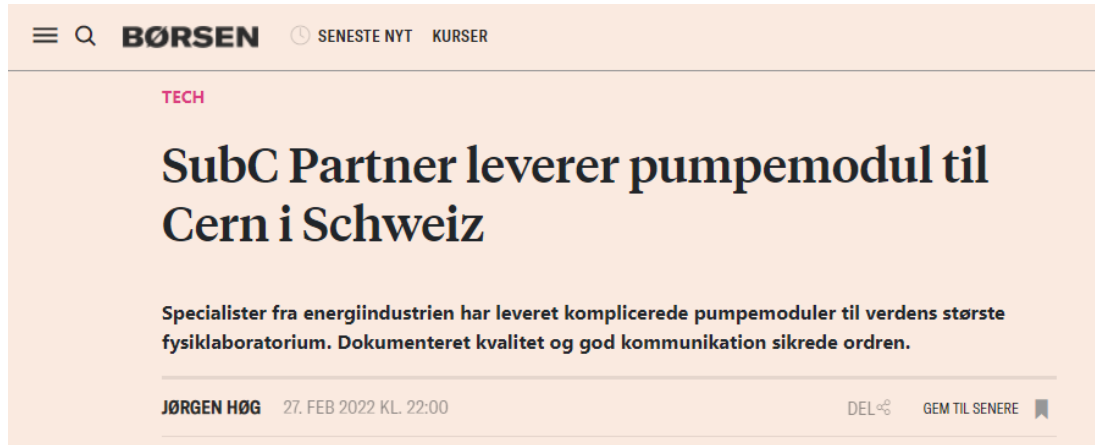 BØRSEN SENESTE NYT KURSER
TECH
SubC Partner leverer pumpemodul til
Cern i Schweiz
Specialister fra energiindustrien har leveret komplicerede pumpemoduler til verdens største
fysiklaboratorium. Dokumenteret kvalitet og god kommunikation sikrede ordren.
JØRGEN HØG 27. FEB 2022 KL. 22:00 DEL GEM TIL SENERE